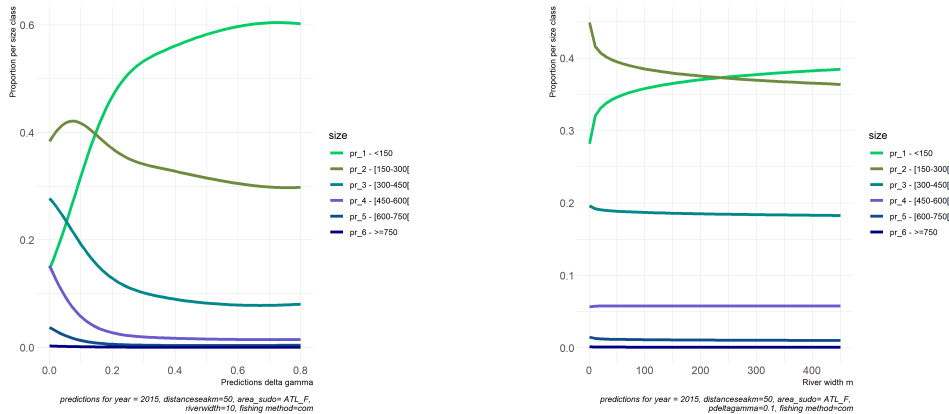 Proportion per size class
0.6
0.4
0.2
0.0
0.0 0.2 0.4 0.6 0.8
Predictions delta gamma
predictions for year = 2015, distanceseakm=50, area_sudo= ATL_F,
riverwidth=10, fishing method=com
size
pr_1 - <150
pr_2 - [150-300[
pr_3 - [300-450[
pr_4 - [450-600[
pr_5 - [600-750[
pr_6 - >=750
Proportion per size class
0.4
0.3
0.2
0.1
0.0
0 100 200 300 400
River width m
predictions for year = 2015, distanceseakm=50, area_sudo= ATL_F,
pdeltagamma=0.1, fishing method=com
size
pr_1 - <150
pr_2 - [150-300[
pr_3 - [300-450[
pr_4 - [450-600[
pr_5 - [600-750[
pr_6 - >=750